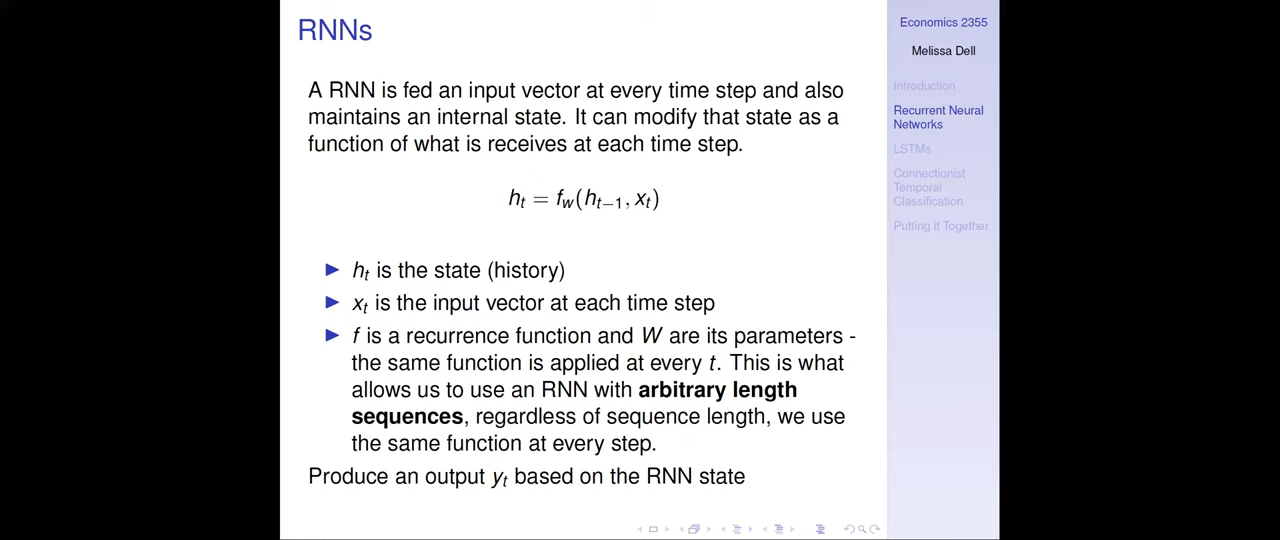 RNNs
A RNN is fed an input vector at every time step and also
maintains an internal state. It can modify that state as a
function of what is receives at each time step.
hₜ = f_w(hₜ₋₁, xₜ)
▶ hₜ is the state (history)
▶ xₜ is the input vector at each time step
▶ f is a recurrence function and W are its parameters -
the same function is applied at every t. This is what
allows us to use an RNN with arbitrary length
sequences, regardless of sequence length, we use
the same function at every step.
Produce an output yₜ based on the RNN state
Economics 2355
Melissa Dell
Introduction
Recurrent Neural
Networks
LSTMs
Connectionist
Temporal
Classification
Putting it Together